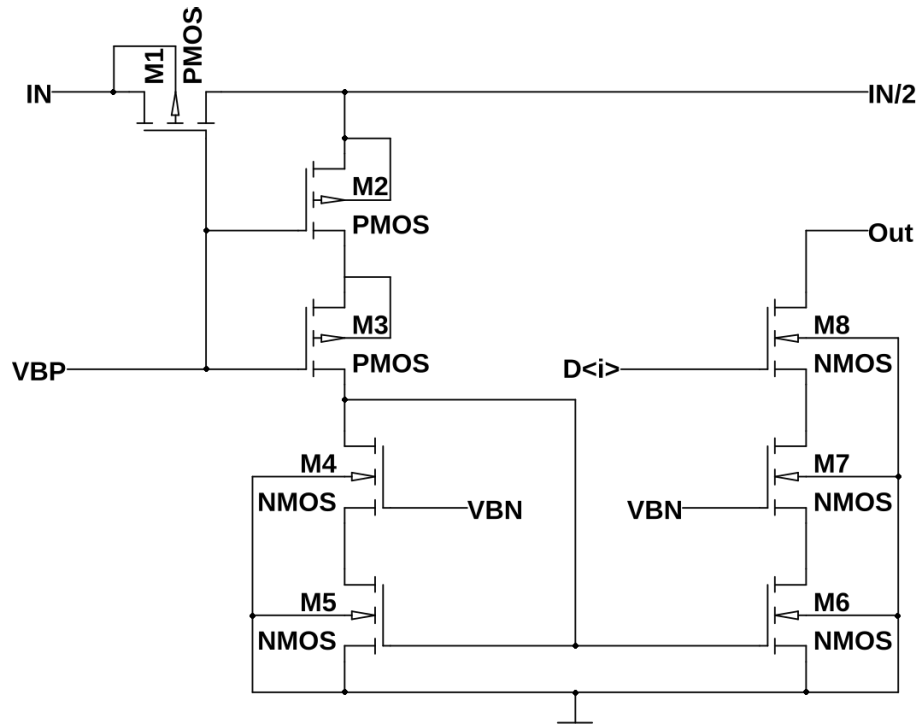 M1
PMOS
IN
IN/2
M2
PMOS
Out
M3
PMOS
M8
NMOS
VBP
D<i>
M4
NMOS
VBN
VBN
M7
NMOS
M5
NMOS
M6
NMOS